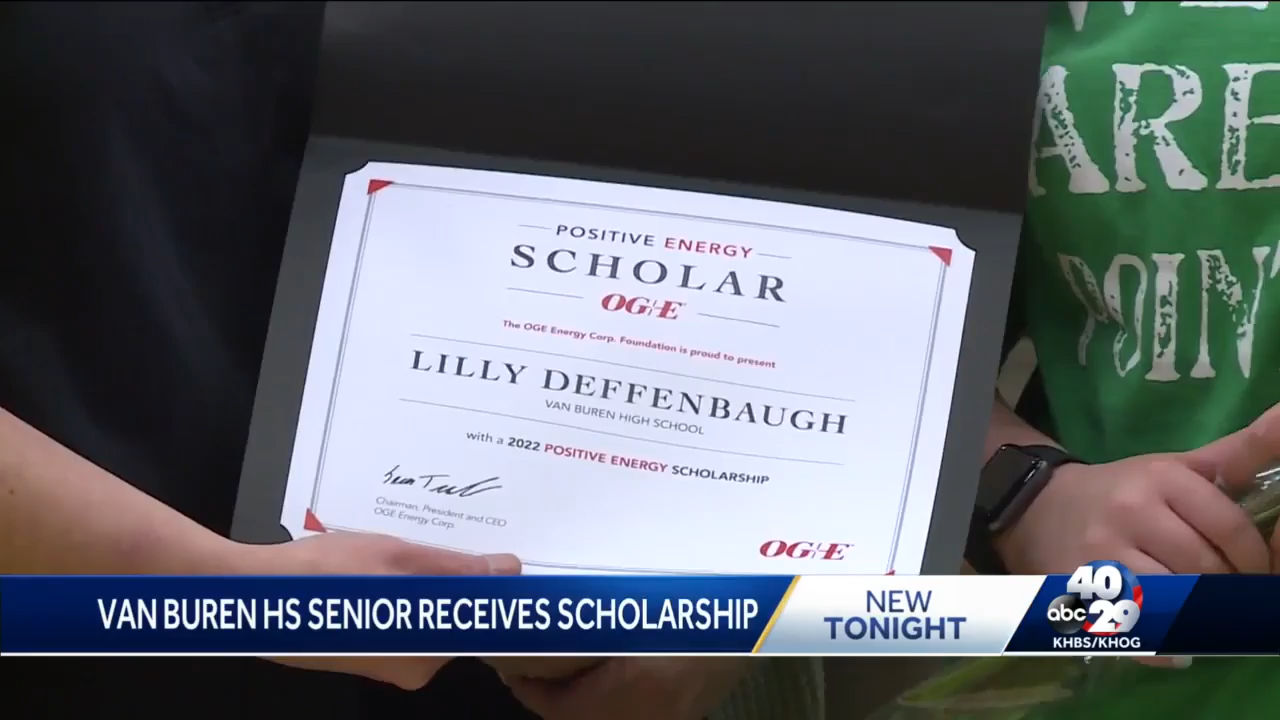 POSITIVE ENERGY
SCHOLAR
OG&E
The OGE Energy Corp. Foundation is proud to present
LILLY DEFFENBAUGH
VAN BUREN HIGH SCHOOL
with a 2022 POSITIVE ENERGY SCHOLARSHIP
Chairman, President and CEO
OGE Energy Corp.
OG&E
ARE
VAN BUREN HS SENIOR RECEIVES SCHOLARSHIP
NEW
TONIGHT
40
abc 29
KHBS/KHOG